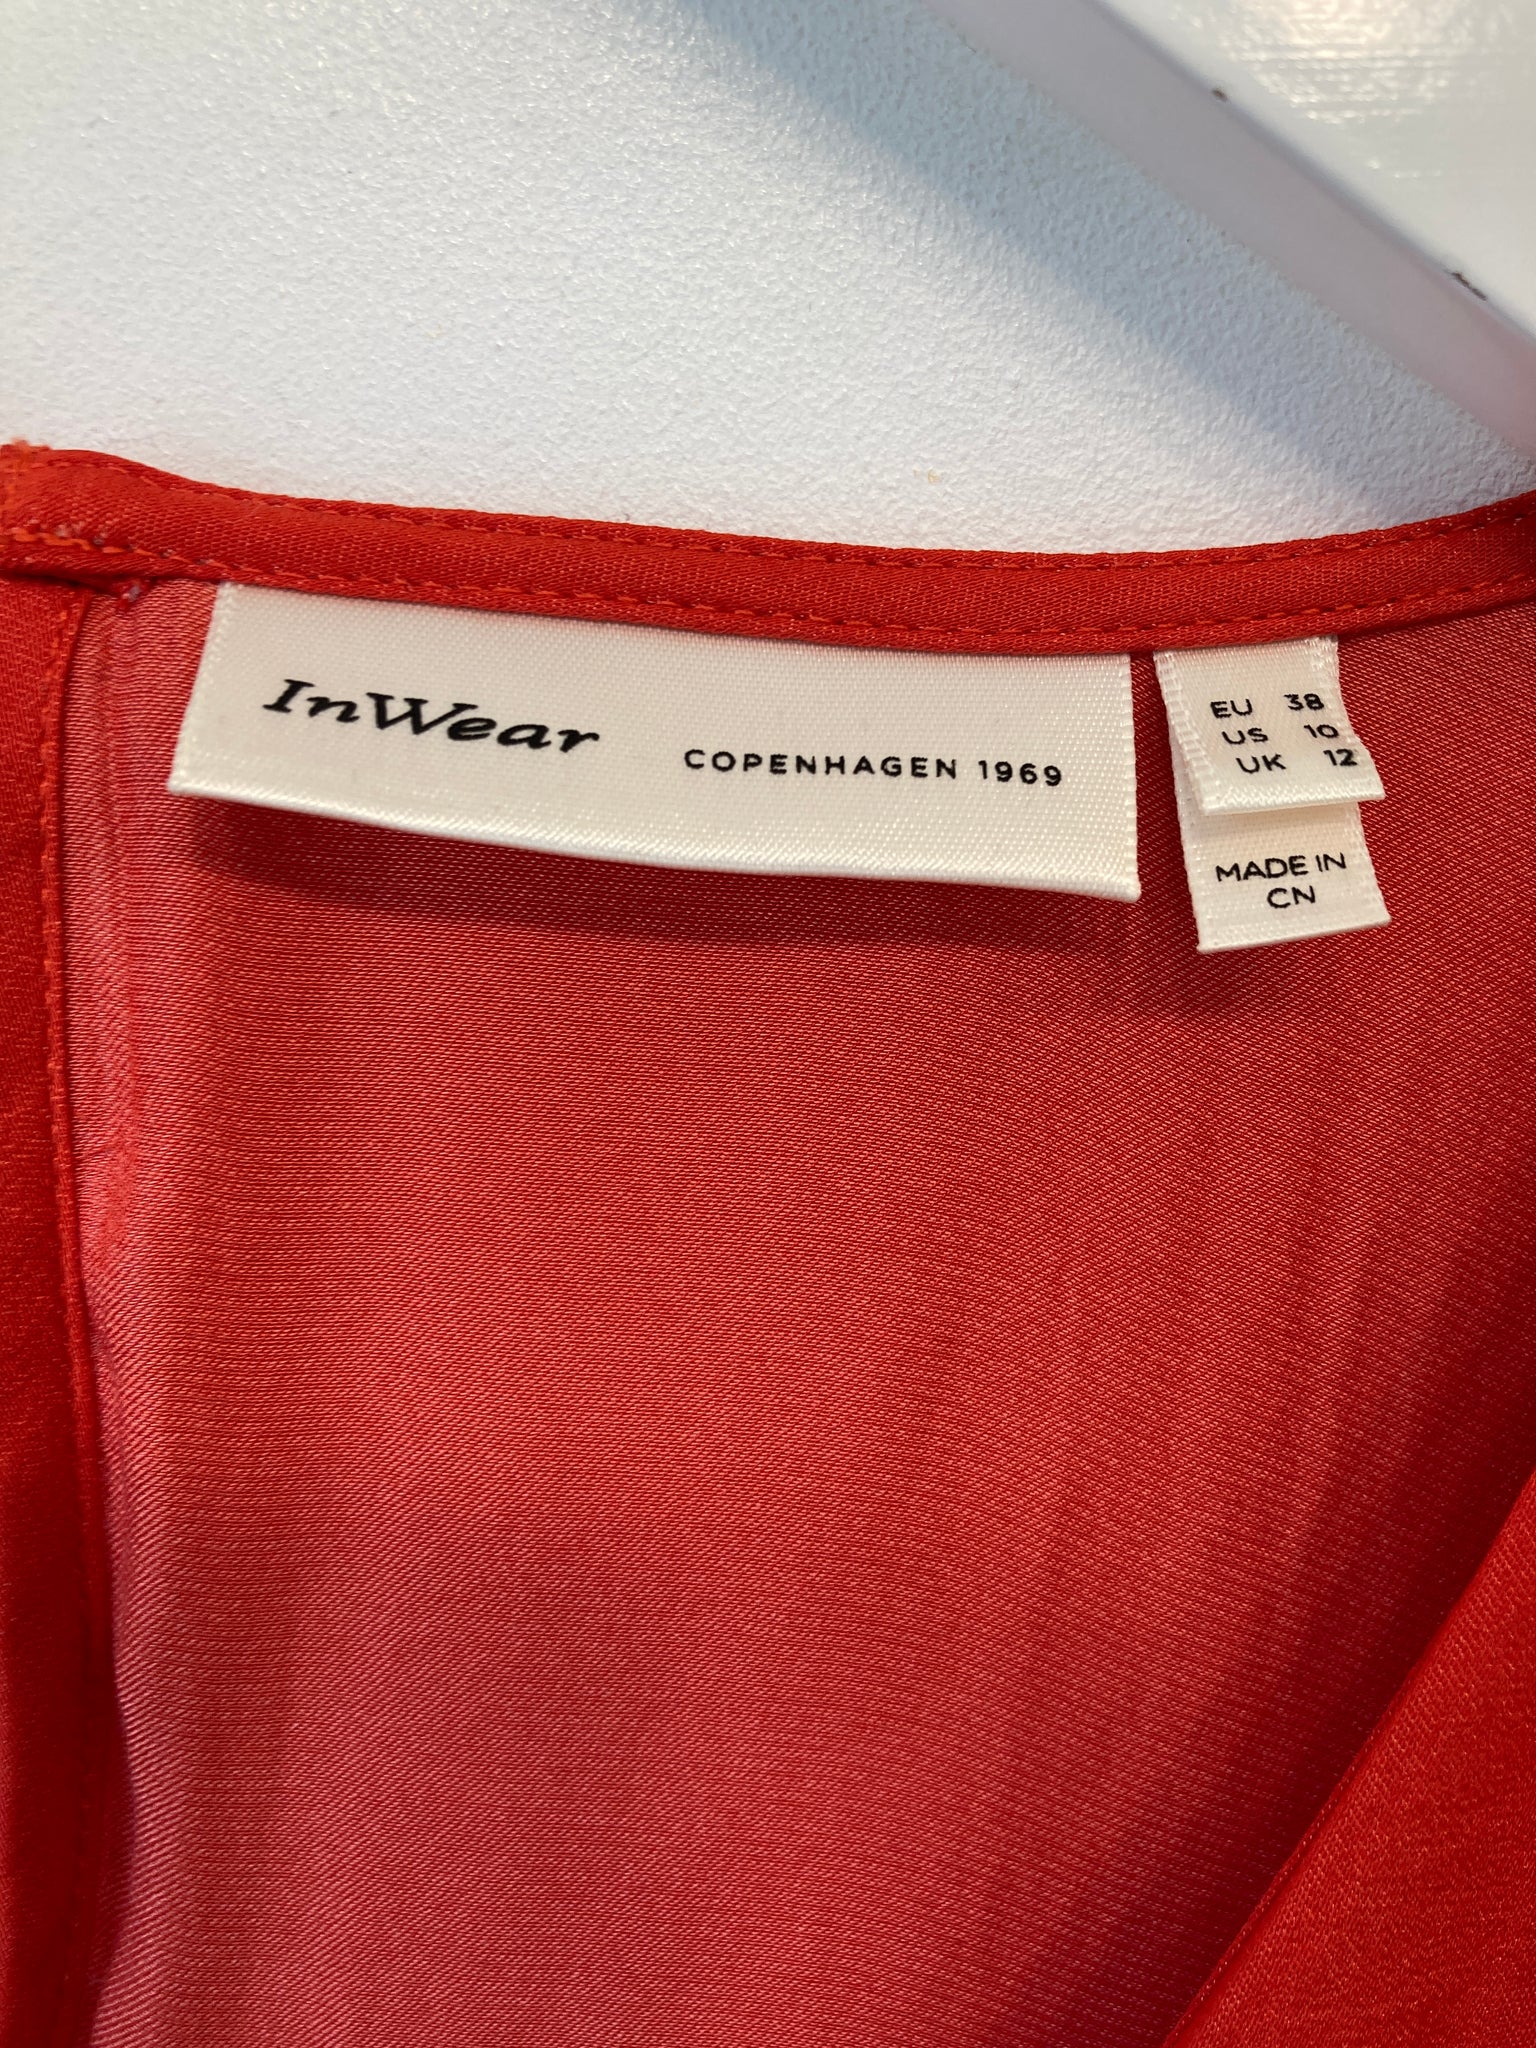 InWear
COPENHAGEN 1969
EU 38
US 10
UK 12
MADE IN
CN